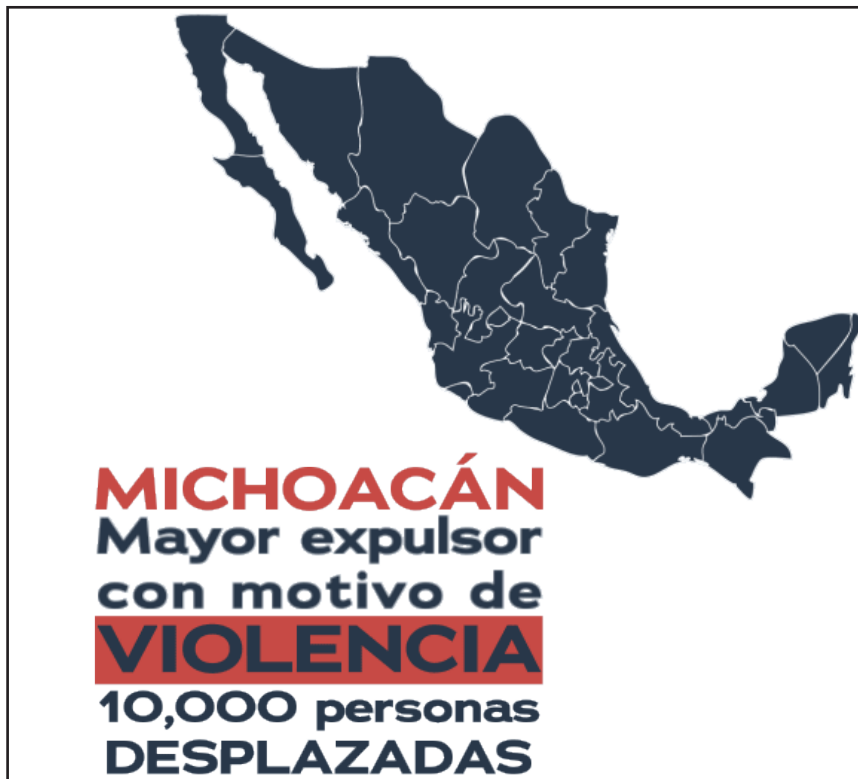 MICHOACÁN
Mayor expulsor
con motivo de
VIOLENCIA
10,000 personas
DESPLAZADAS